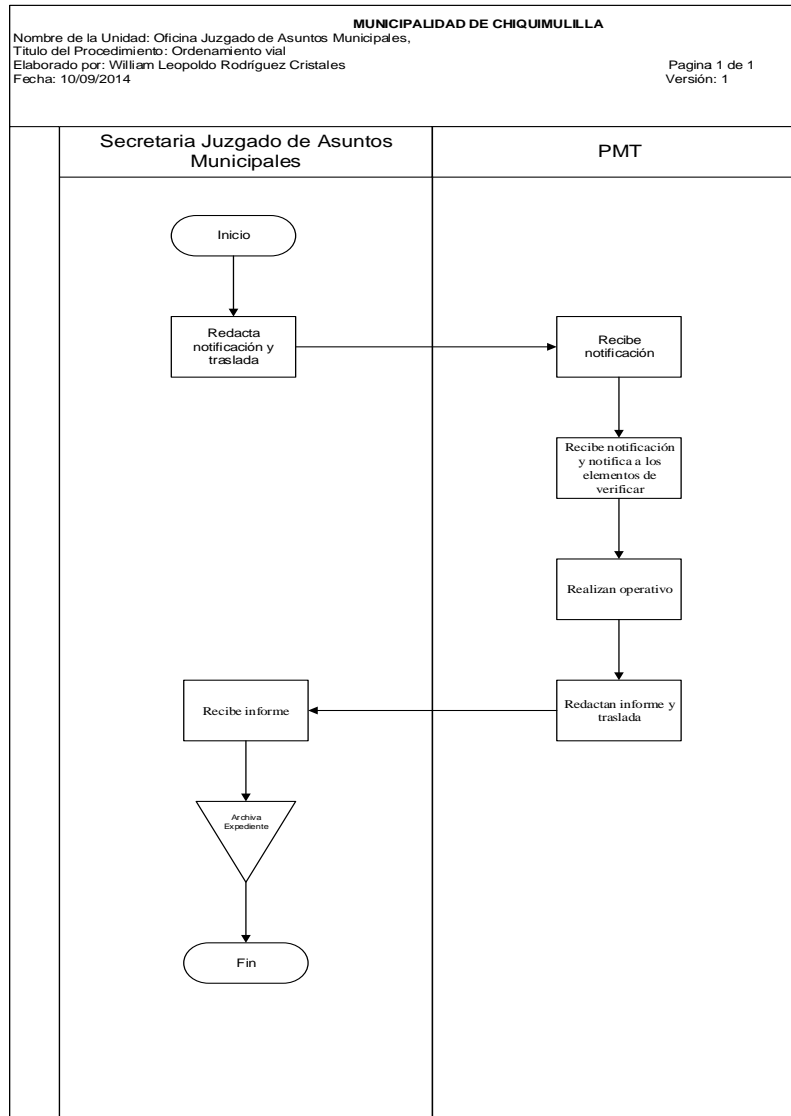 MUNICIPALIDAD DE CHIQUIMULILLA
Nombre de la Unidad: Oficina Juzgado de Asuntos Municipales,
Titulo del Procedimiento: Ordenamiento vial
Elaborado por: William Leopoldo Rodríguez Cristales
Pagina 1 de 1
Fecha: 10/09/2014
Versión: 1
Secretaria Juzgado de Asuntos
Municipales
PMT
Inicio
Redacta
notificación y
traslada
Recibe
notificación
Recibe notificación
y notifica a los
elementos de
verificar
Realizan operativo
Redactan informe y
traslada
Recibe informe
Archiva
Expediente
Fin